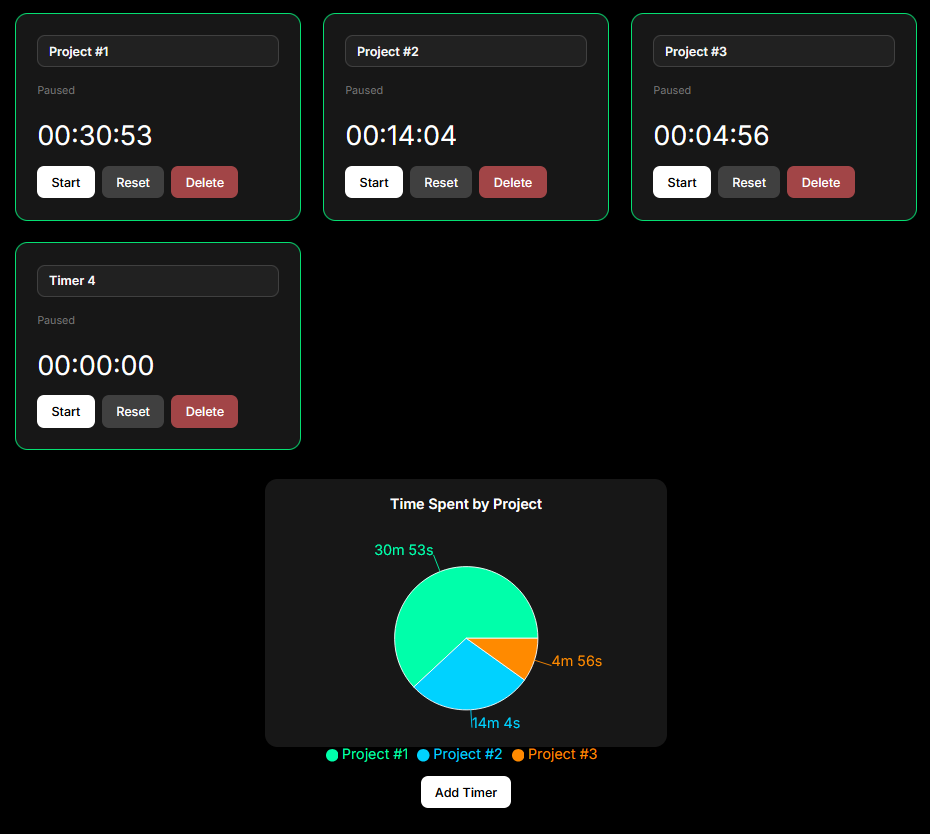 Project #1
Paused
00:30:53
Start Reset Delete
Project #2
Paused
00:14:04
Start Reset Delete
Project #3
Paused
00:04:56
Start Reset Delete
Timer 4
Paused
00:00:00
Start Reset Delete
Time Spent by Project
30m 53s
4m 56s
14m 4s
Project #1 Project #2 Project #3
Add Timer